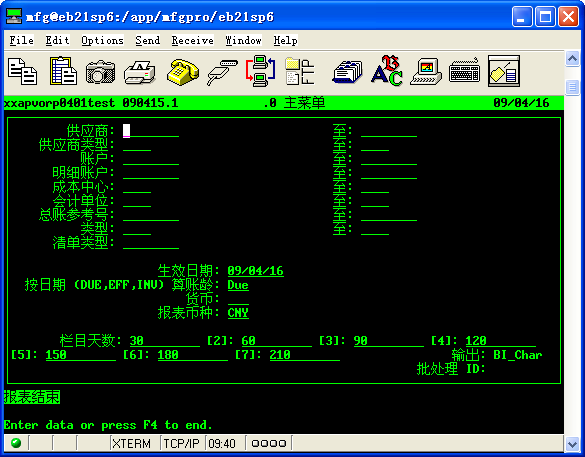 mfg@eb21sp6:/app/mfgpro/eb21sp6
File Edit Options Send Receive Window Help
xxapvorp0401test 090415.1 .0 主菜单 09/04/16
供应商: 至:
供应商类型: 至:
账户: 至:
明细账户: 至:
成本中心: 至:
会计单位: 至:
总账参考号: 至:
类型: 至:
清单类型:
生效日期: 09/04/16
按日期 (DUE,EFF,INV) 算账龄: Due
货币:
报表币种: CNY
栏目天数: 30 [2]: 60 [3]: 90 [4]: 120
[5]: 150 [6]: 180 [7]: 210 输出: BI_Char
批处理 ID:
报表结束
Enter data or press F4 to end.
XTERM TCP/IP 09:40